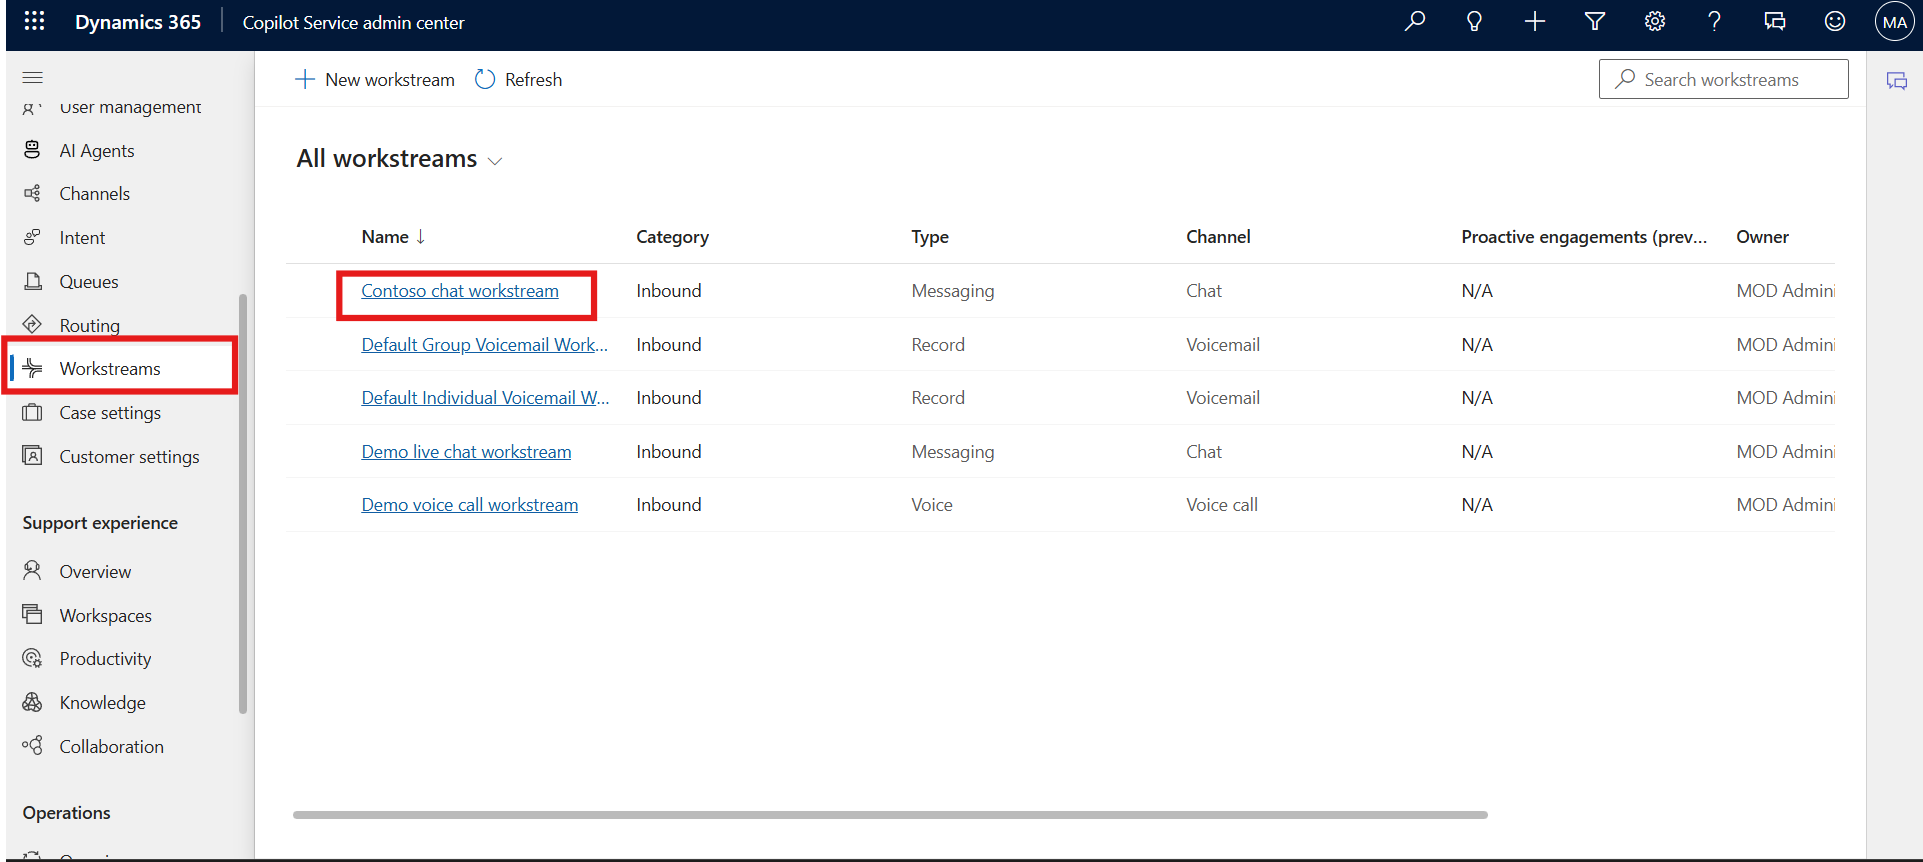 Dynamics 365 Copilot Service admin center MA
New workstream Refresh Search workstreams
User management
AI Agents
Channels
Intent
Queues
Routing
Workstreams
Case settings
Customer settings
Support experience
Overview
Workspaces
Productivity
Knowledge
Collaboration
Operations
All workstreams
Name ↓ Category Type Channel Proactive engagements (prev... Owner
Contoso chat workstream Inbound Messaging Chat N/A MOD Admini
Default Group Voicemail Work... Inbound Record Voicemail N/A MOD Admini
Default Individual Voicemail W... Inbound Record Voicemail N/A MOD Admini
Demo live chat workstream Inbound Messaging Chat N/A MOD Admini
Demo voice call workstream Inbound Voice Voice call N/A MOD Admini